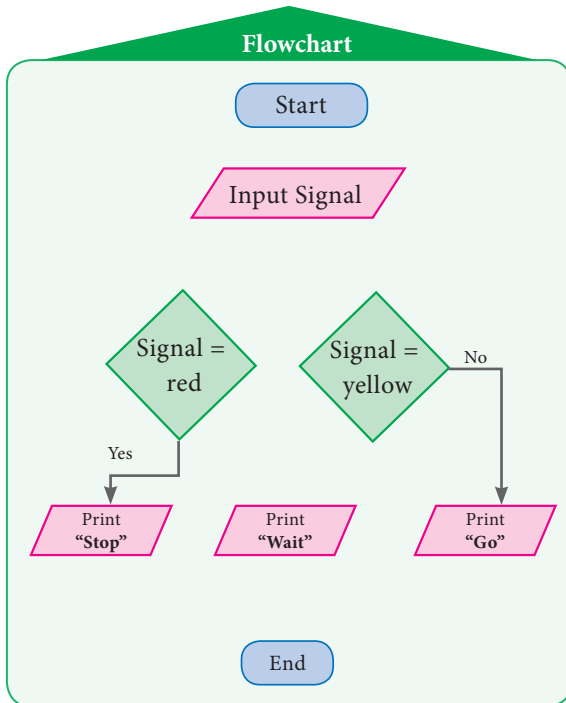 Flowchart
Start
Input Signal
Signal =
red
Signal =
yellow
No
Yes
Print
“Stop”
Print
“Wait”
Print
“Go”
End